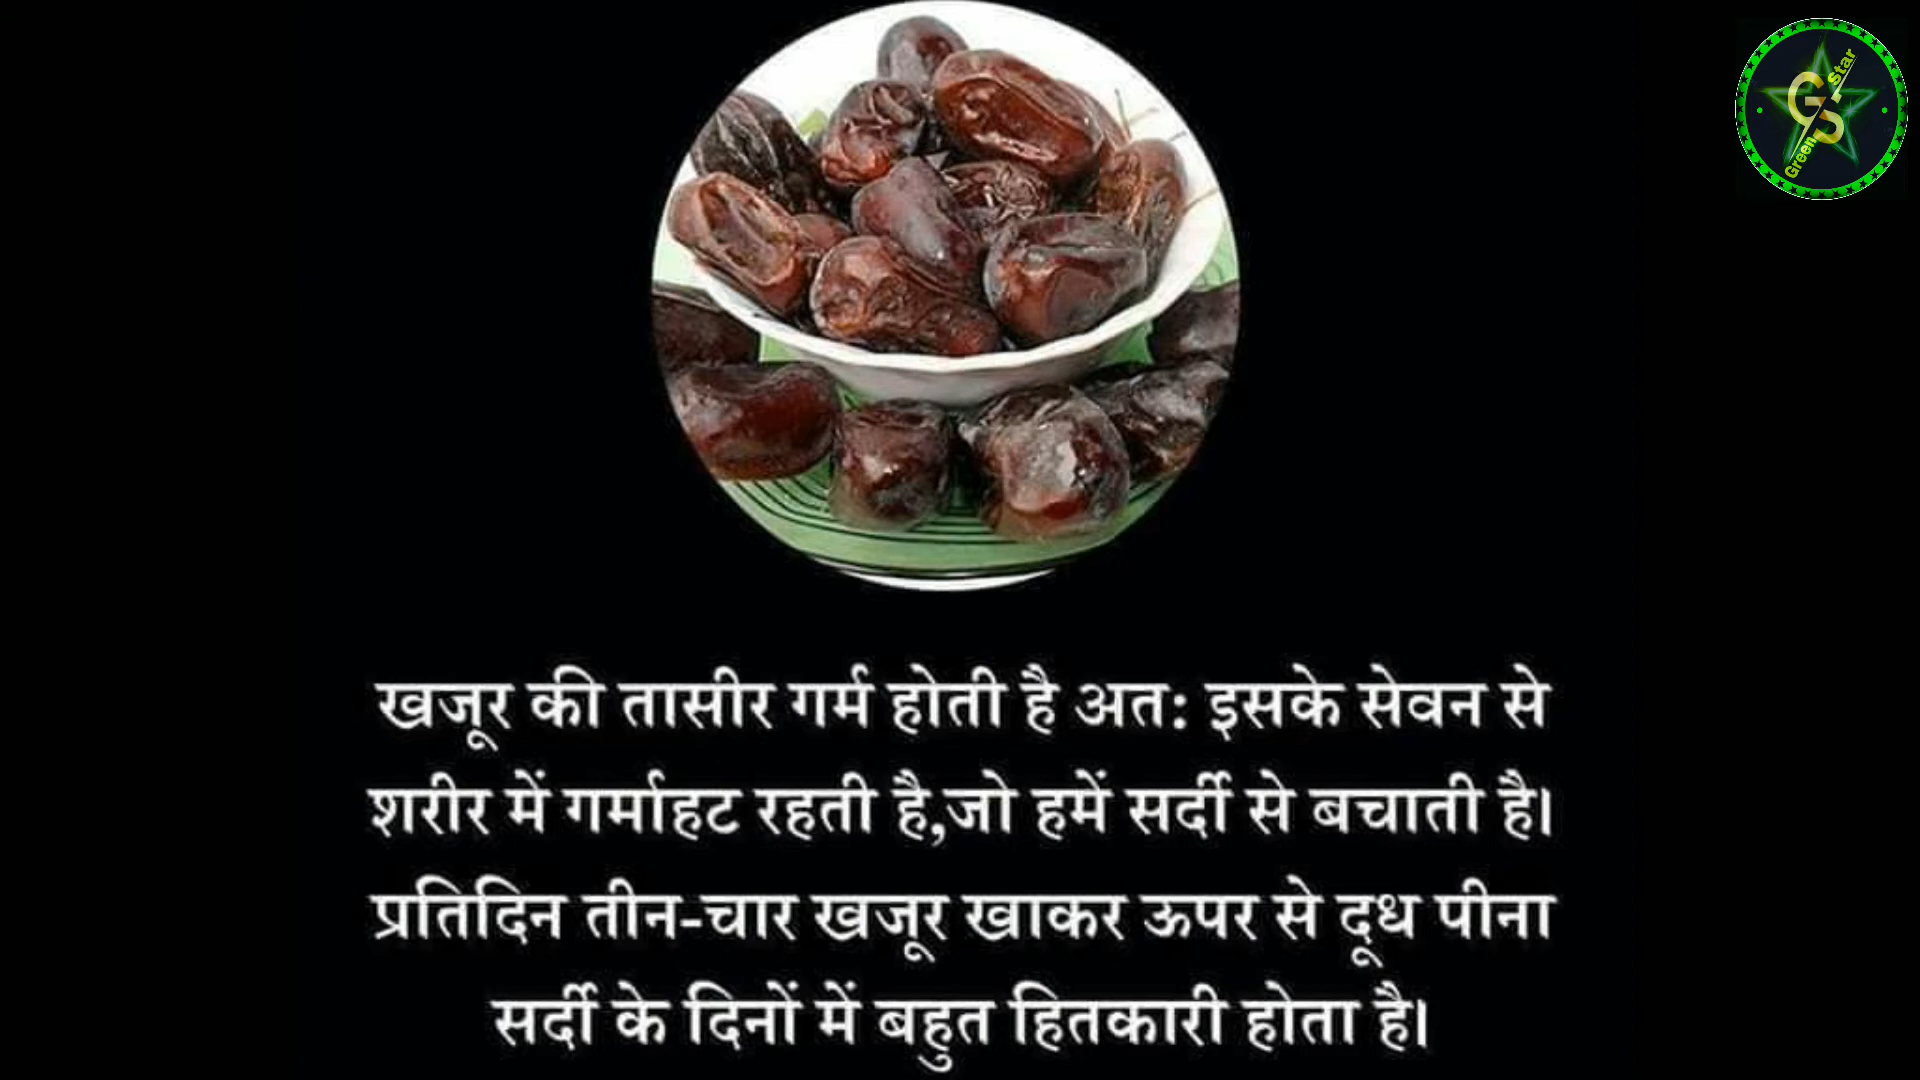 Green Star
GS
खजूर की तासीर गर्म होती है अत: इसके सेवन से
शरीर में गर्माहट रहती है,जो हमें सर्दी से बचाती है।
प्रतिदिन तीन-चार खजूर खाकर ऊपर से दूध पीना
सर्दी के दिनों में बहुत हितकारी होता है।